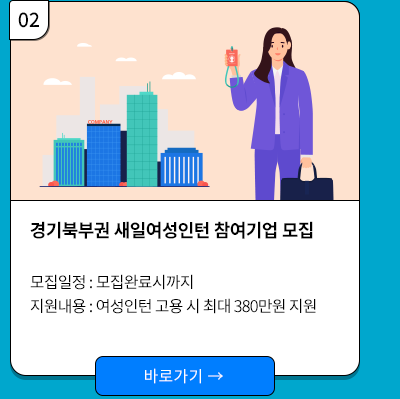 02
COMPANY
경기북부권 새일여성인턴 참여기업 모집
모집일정 : 모집완료시까지
지원내용 : 여성인턴 고용 시 최대 380만원 지원
바로가기 →